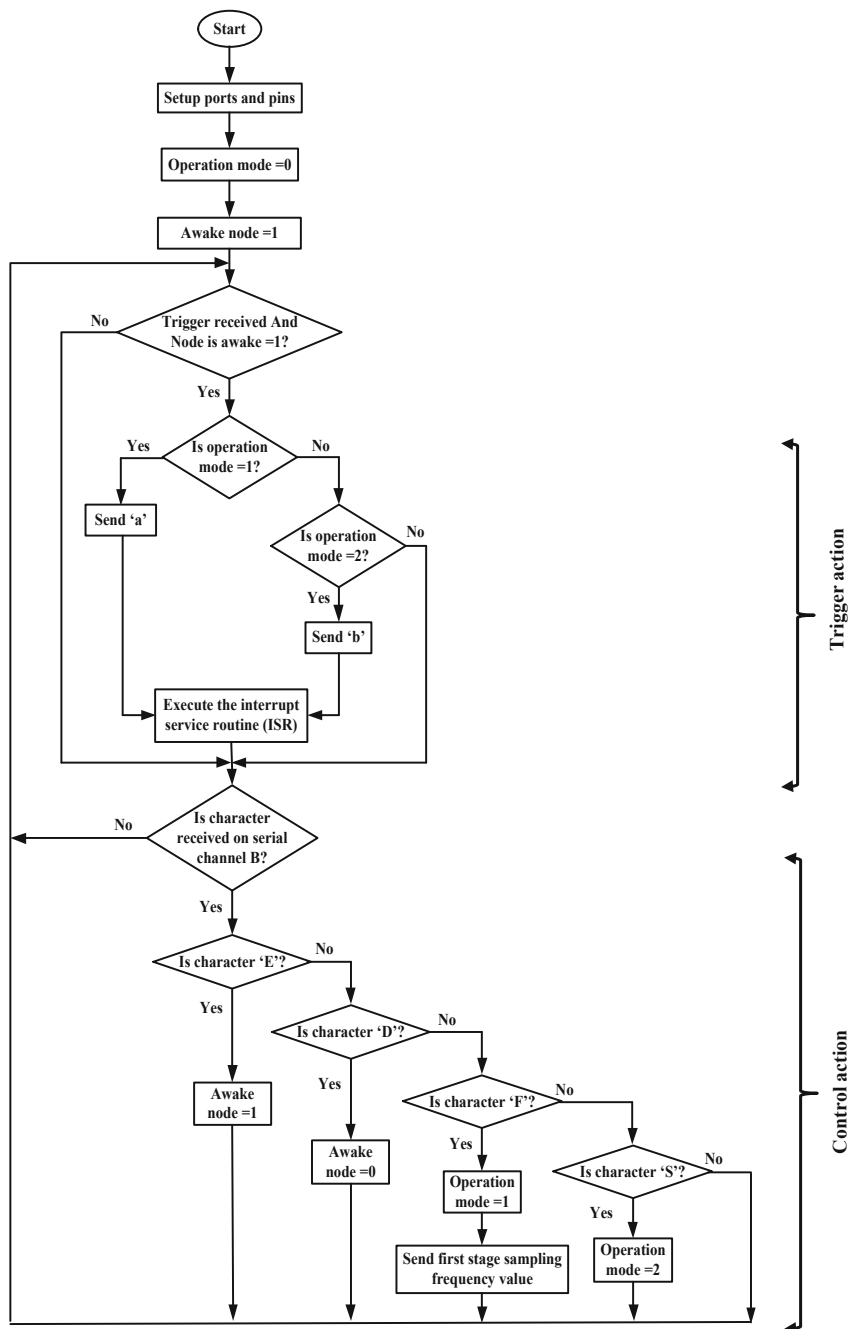 Start
Setup ports and pins
Operation mode =0
Awake node =1
No
Trigger received And
Node is awake =1?
Yes
Yes
Is operation
mode =1?
No
Send ‘a’
Is operation
mode =2?
No
Yes
Send ‘b’
Execute the interrupt
service routine (ISR)
Trigger action
No
Is character
received on serial
channel B?
Yes
Is character ‘E’?
No
Yes
Is character ‘D’?
No
Awake
node =1
Yes
Is character ‘F’?
No
Awake
node =0
Yes
Is character ‘S’?
No
Operation
mode =1
Yes
Send first stage sampling
frequency value
Operation
mode =2
Control action